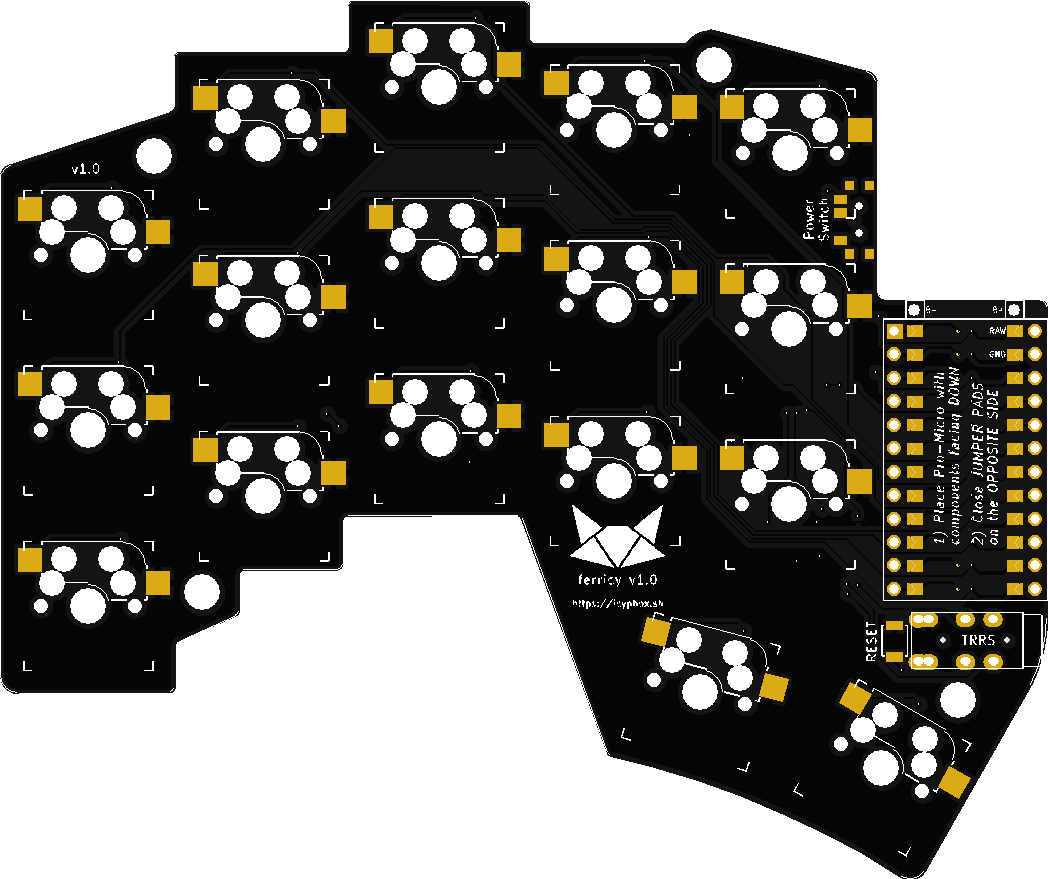 v1.0
Power
Switch
B-
B+
RAW
GND
1) Place Pro-Micro with
components facing DOWN
2) Close JUMPER PADS
on the OPPOSITE SIDE
ferricy v1.0
https://icyphox.sh
RESET
TRRS